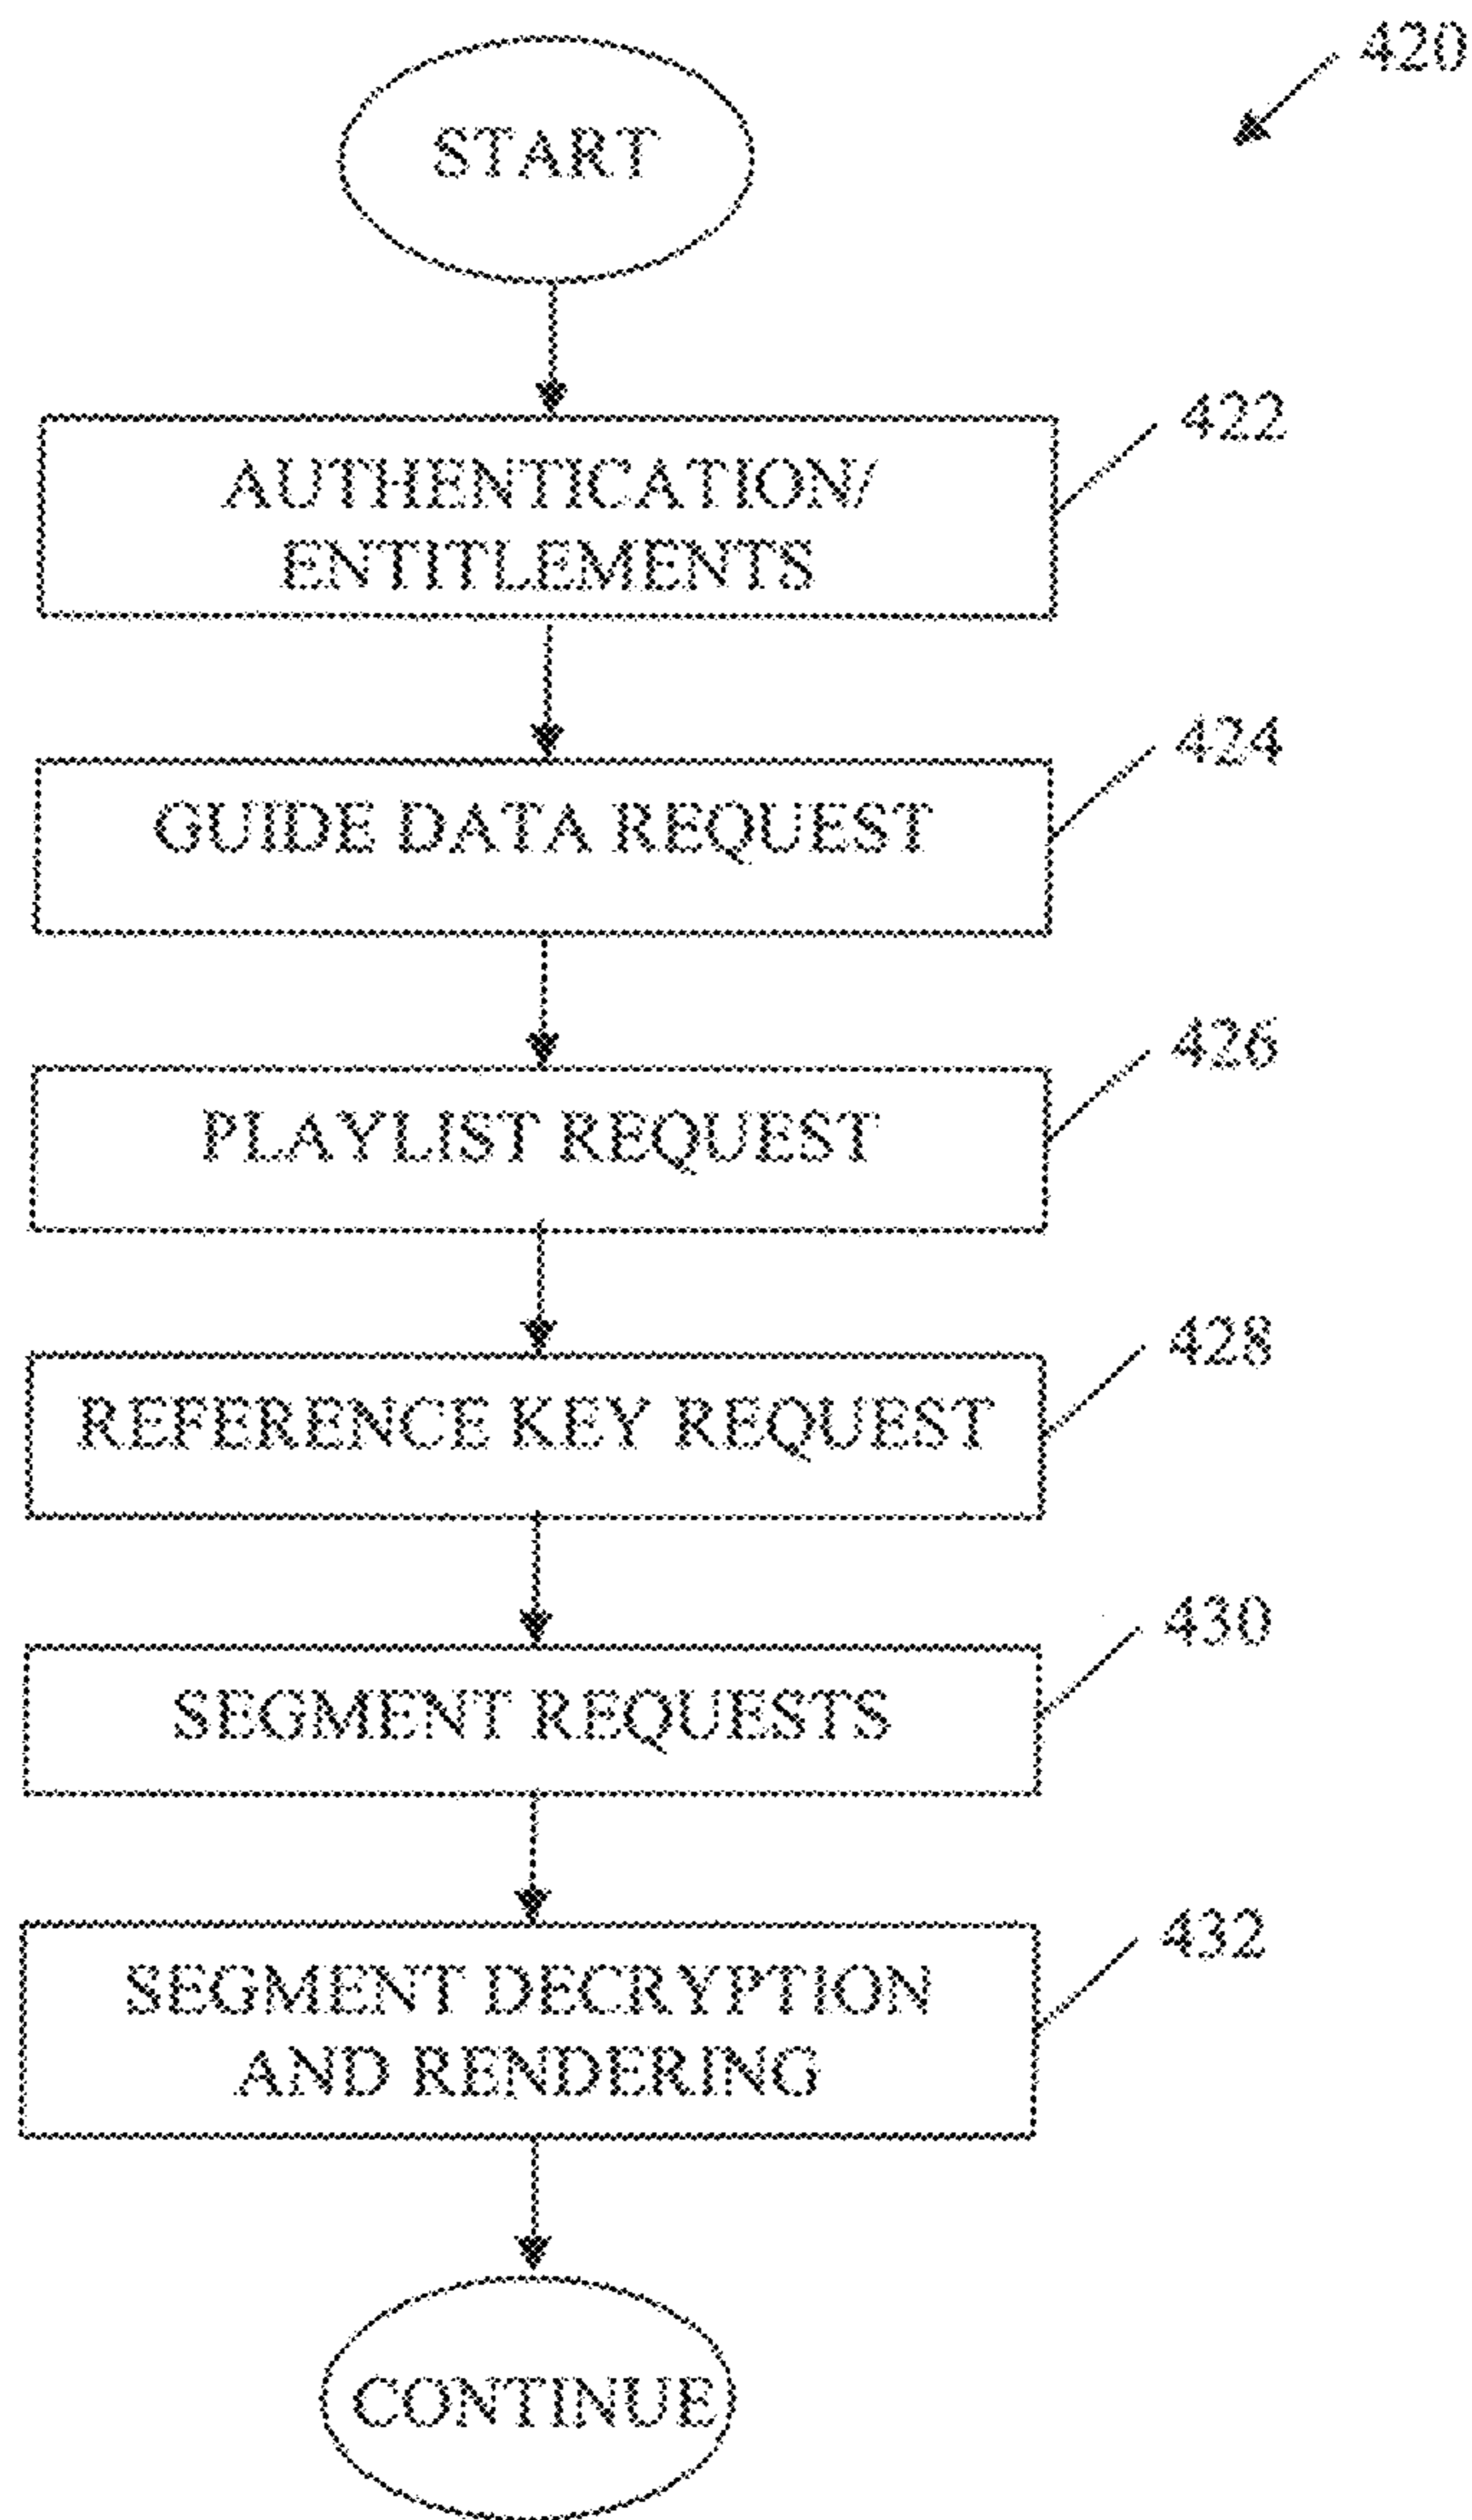 420
START
422
AUTHENTICATION/
ENTITLEMENTS
424
GUIDE DATA REQUEST
426
PLAYLIST REQUEST
428
REFERENCE KEY REQUEST
430
SEGMENT REQUESTS
432
SEGMENT DECRYPTION
AND RENDERING
CONTINUE